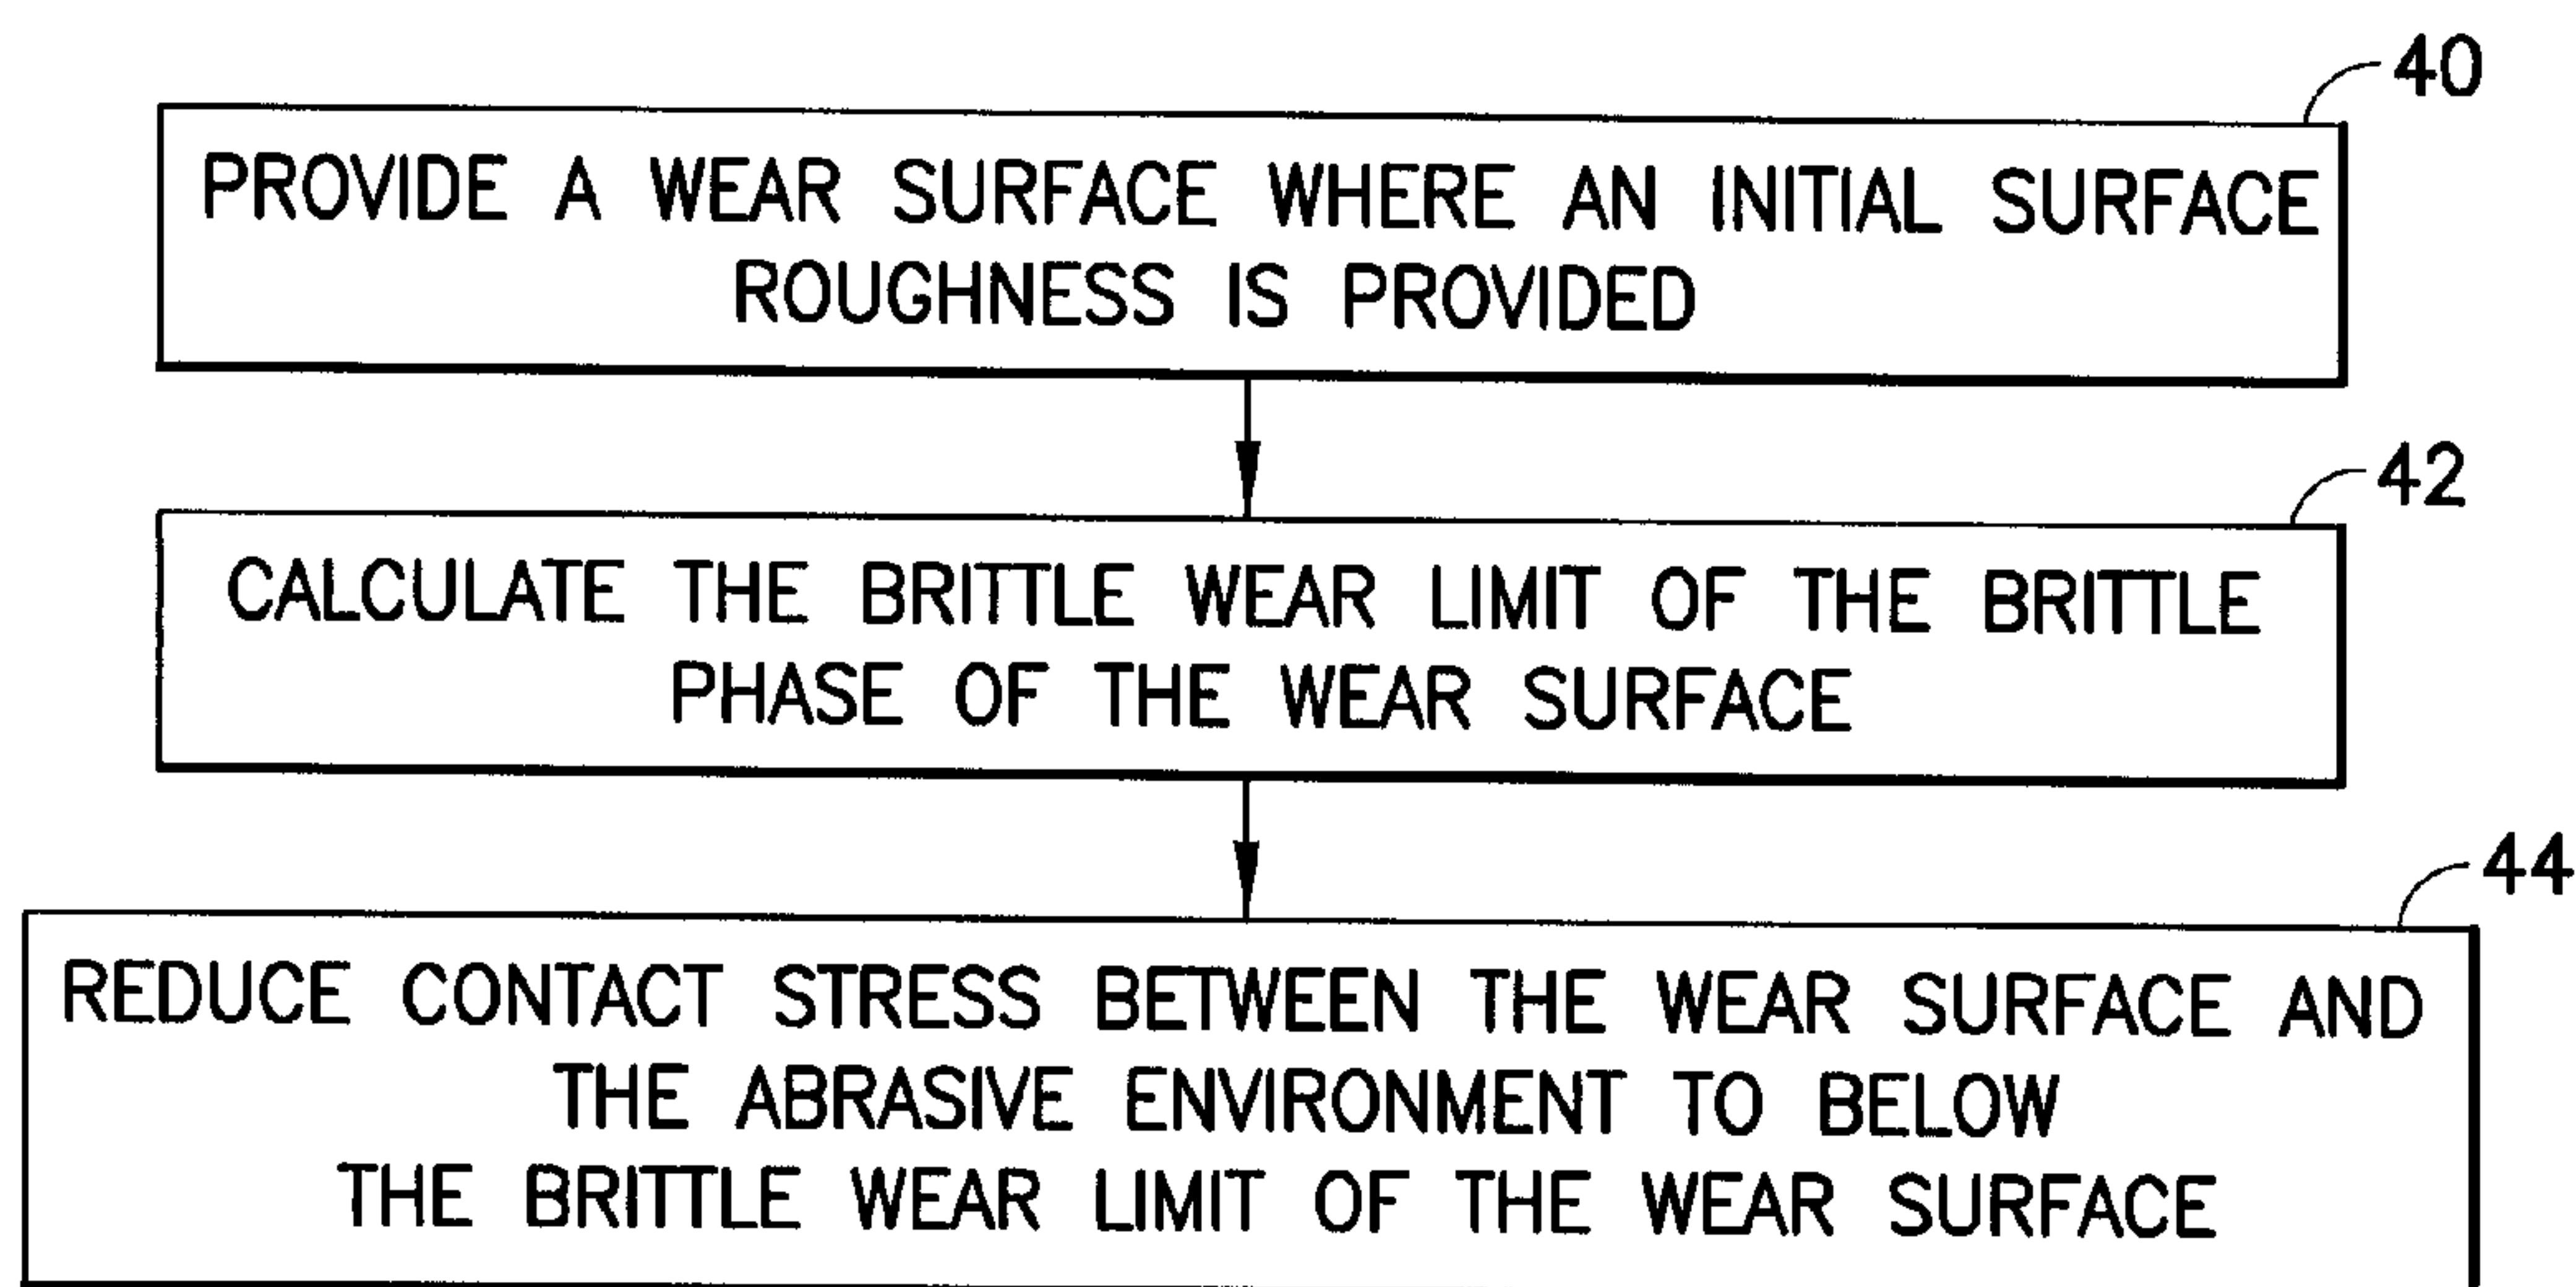 40
PROVIDE A WEAR SURFACE WHERE AN INITIAL SURFACE
ROUGHNESS IS PROVIDED
42
CALCULATE THE BRITTLE WEAR LIMIT OF THE BRITTLE
PHASE OF THE WEAR SURFACE
44
REDUCE CONTACT STRESS BETWEEN THE WEAR SURFACE AND
THE ABRASIVE ENVIRONMENT TO BELOW
THE BRITTLE WEAR LIMIT OF THE WEAR SURFACE